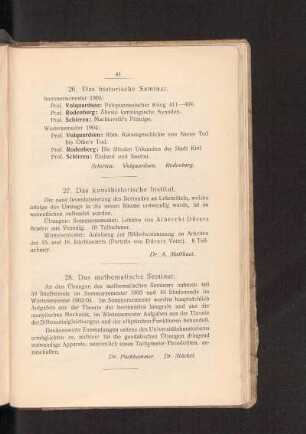 41
26. Das historische Seminar.
Sommersemester 1903:
Prof. Volquardsen: Peloponnesischer Krieg 411—404.
Prof. Rodenberg: Älteste karolingische Synoden.
Prof. Schirren: Machiavelli's Principe.
Wintersemester 1904:
Prof. Volquardsen: Röm. Kaisergeschichte von Neros Tod
bis Otho's Tod.
Prof. Rodenberg: Die ältesten Urkunden der Stadt Kiel.
Prof. Schirren: Einhard und Sueton.
Schirren. Volquardsen. Rodenberg.
27. Das kunsthistorische Institut.
Die neue Inventarisierung des Bestandes an Lehrmitteln, welche
infolge des Umzugs in die neuen Räume notwendig wurde, ist im
wesentlichen vollendet worden.
Übungen: Sommersemester. Lektüre von Albrecht Dürers
Briefen aus Venedig. 10 Teilnehmer.
Wintersemester: Anleitung zur Bildbestimmung an Arbeiten
des 15. und 16. Jahrhunderts (Porträts von Dürers Vater). 8 Teil-
nehmer.
Dr. A. Matthaei.
28. Das mathematische Seminar.
An den Übungen des mathematischen Seminars nahmen teil
59 Studierende im Sommersemester 1903 und 45 Studierende im
Wintersemester 1903/04. Im Sommersemester wurden hauptsächlich
Aufgaben aus der Theorie der bestimmten Integrale und aus der
analytischen Mechanik, im Wintersemester Aufgaben aus der Theorie
der Differentialgleichungen und der elliptischen Funktionen behandelt.
Dankenswerte Zuwendungen seitens des Universitätskuratoriums
ermöglichten es, mehrere für die geodätischen Übungen dringend
notwendige Apparate, namentlich einen Tachymeter-Theodoliten, an-
zuschaffen.
Dr. Pochhammer. Dr. Stäckel.